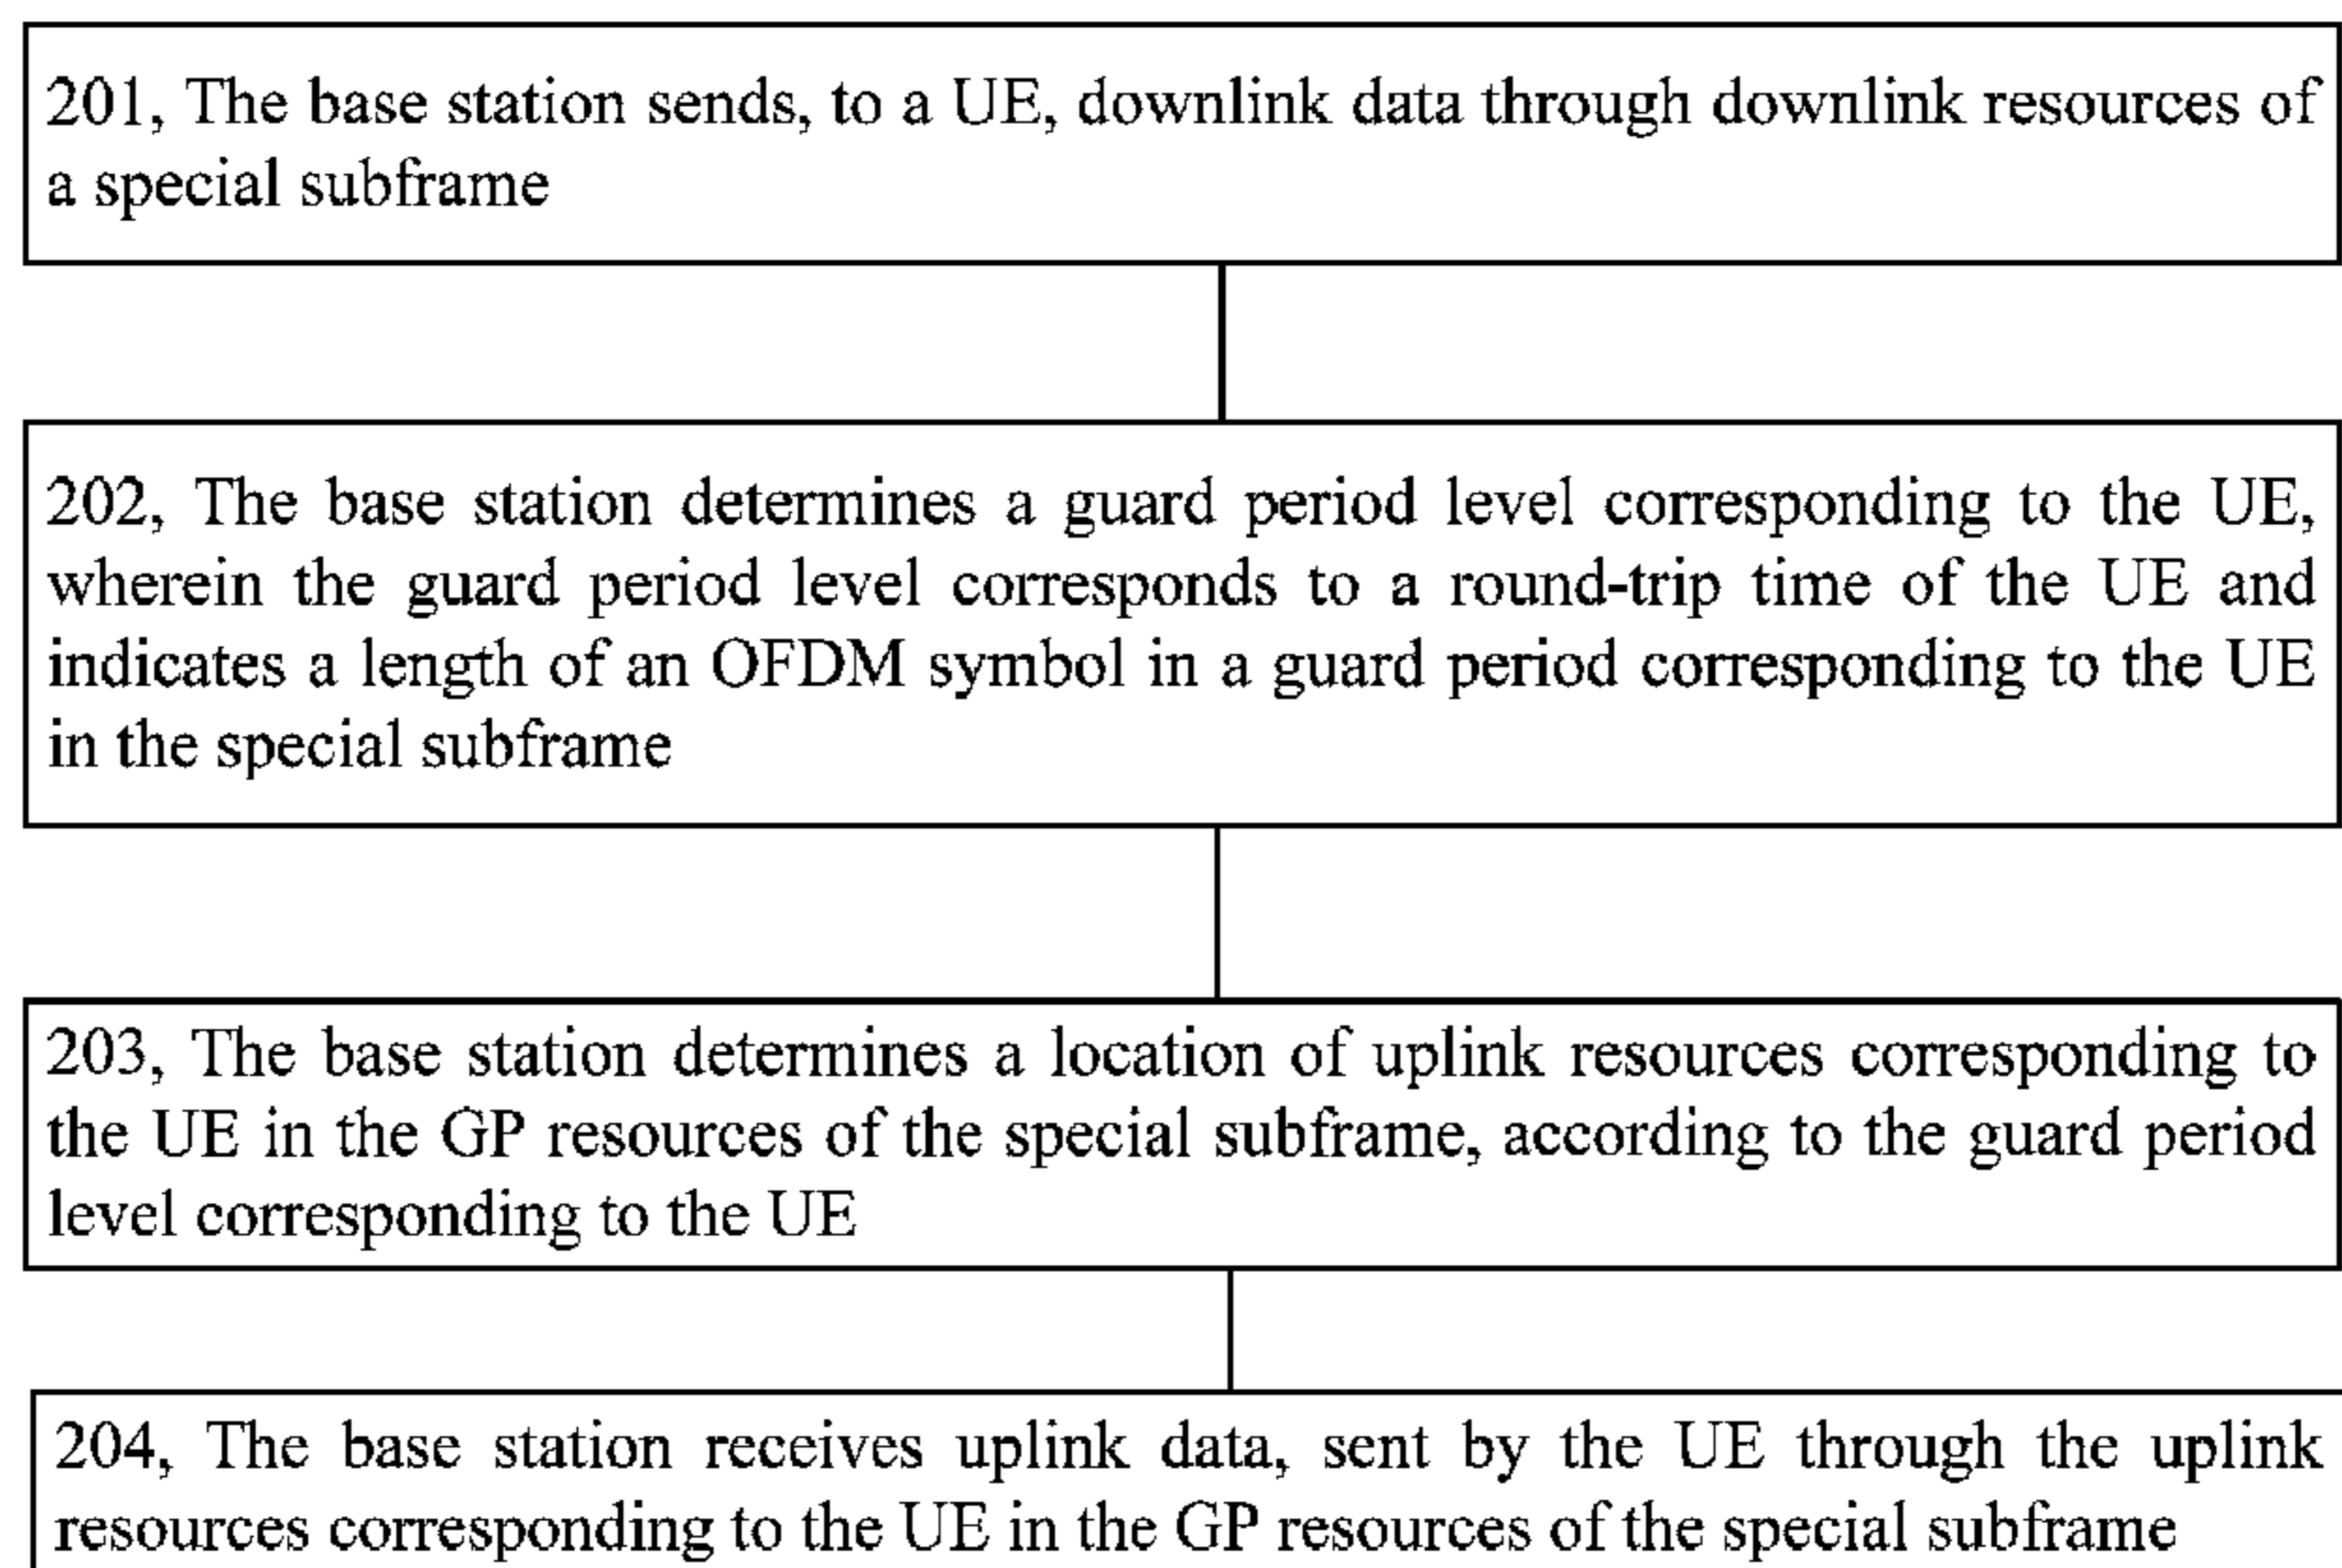 201, The base station sends, to a UE, downlink data through downlink resources of
a special subframe
202, The base station determines a guard period level corresponding to the UE,
wherein the guard period level corresponds to a round-trip time of the UE and
indicates a length of an OFDM symbol in a guard period corresponding to the UE
in the special subframe
203, The base station determines a location of uplink resources corresponding to
the UE in the GP resources of the special subframe, according to the guard period
level corresponding to the UE
204, The base station receives uplink data, sent by the UE through the uplink
resources corresponding to the UE in the GP resources of the special subframe